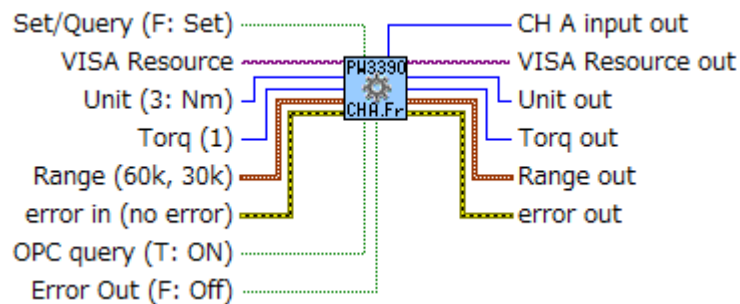 Set/Query (F: Set)
CH A input out
VISA Resource
PW3390
VISA Resource out
Unit (3: Nm)
Unit out
Torq (1)
CHA.Fr
Torq out
Range (60k, 30k)
Range out
error in (no error)
error out
OPC query (T: ON)
Error Out (F: Off)